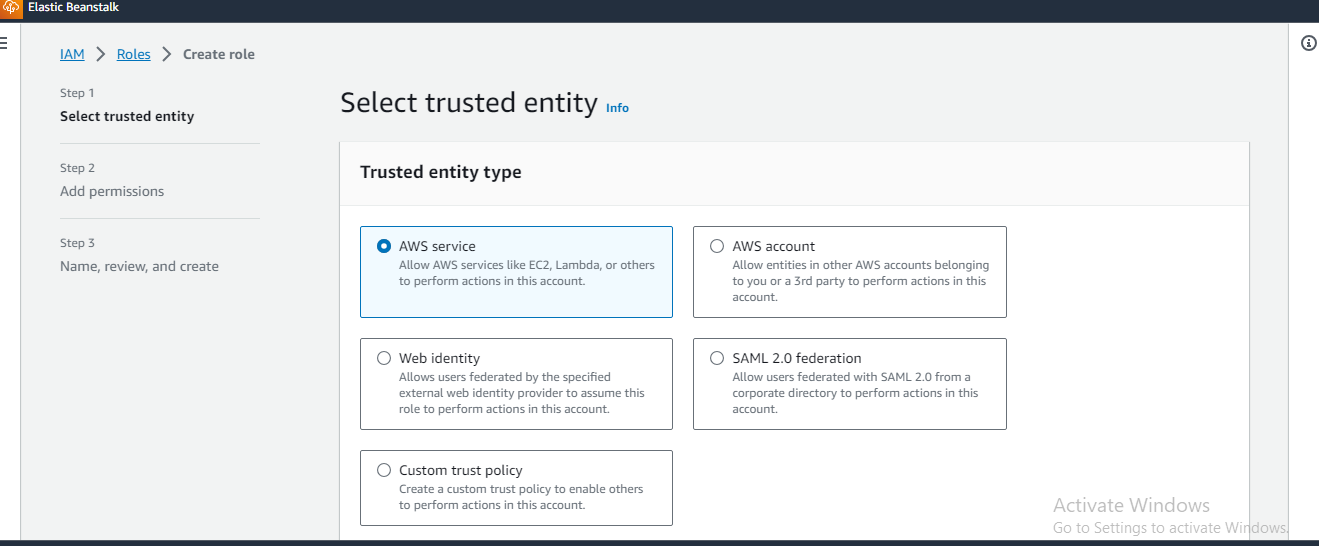 Elastic Beanstalk
IAM > Roles > Create role
Step 1
Select trusted entity
Step 2
Add permissions
Step 3
Name, review, and create
Select trusted entity Info
Trusted entity type
AWS service
Allow AWS services like EC2, Lambda, or others
to perform actions in this account.
AWS account
Allow entities in other AWS accounts belonging
to you or a 3rd party to perform actions in this
account.
Web identity
Allows users federated by the specified
external web identity provider to assume this
role to perform actions in this account.
SAML 2.0 federation
Allow users federated with SAML 2.0 from a
corporate directory to perform actions in this
account.
Custom trust policy
Create a custom trust policy to enable others
to perform actions in this account.
Activate Windows
Go to Settings to activate Windows.